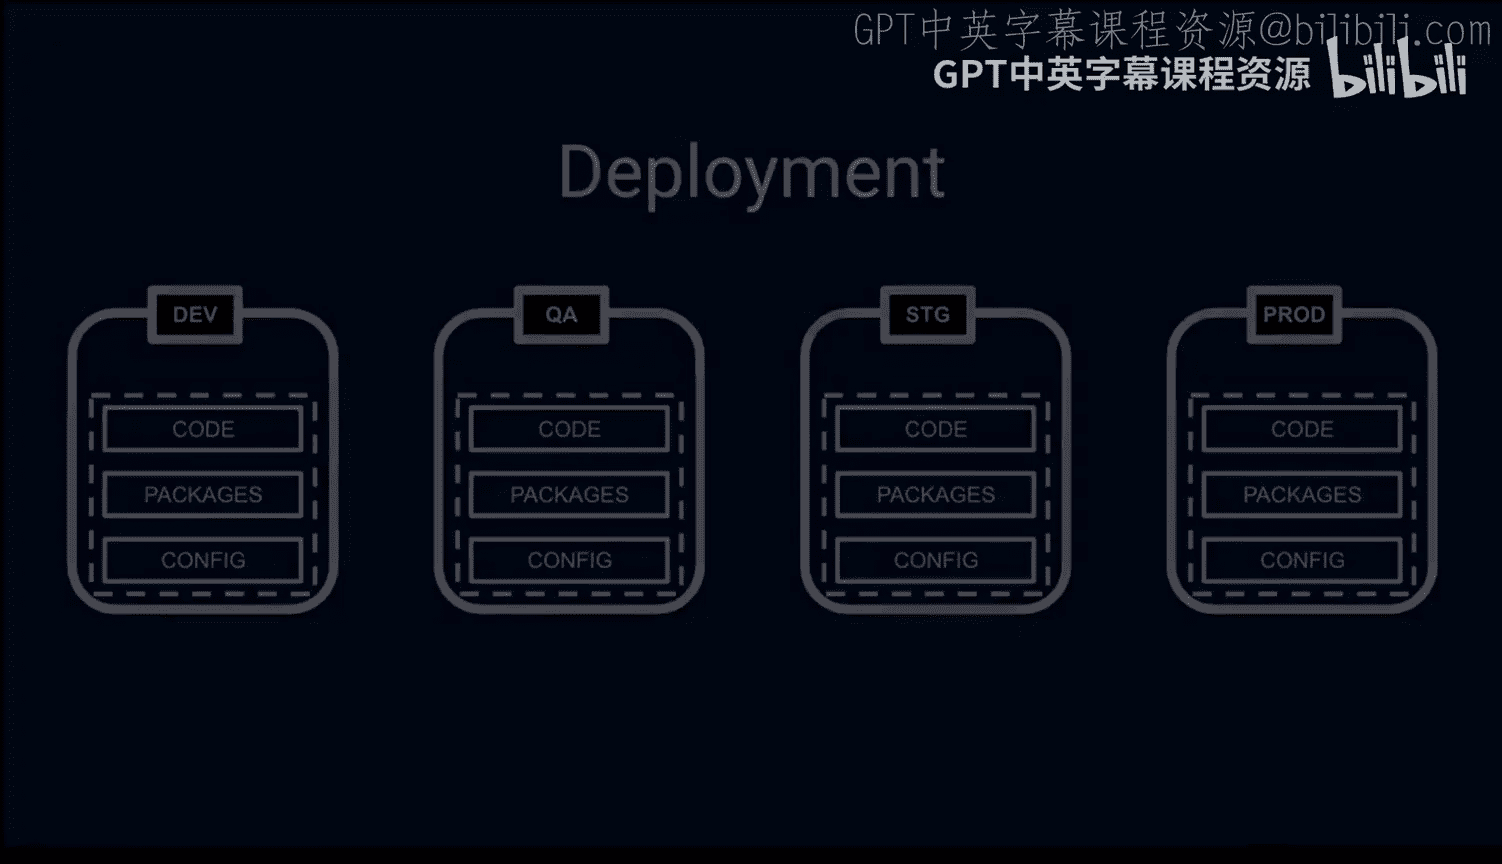 GPT中英字幕课程资源@bilibili.com
GPT中英字幕课程资源 bilibili
Deployment
DEV QA STG PROD
CODE CODE CODE CODE
PACKAGES PACKAGES PACKAGES PACKAGES
CONFIG CONFIG CONFIG CONFIG